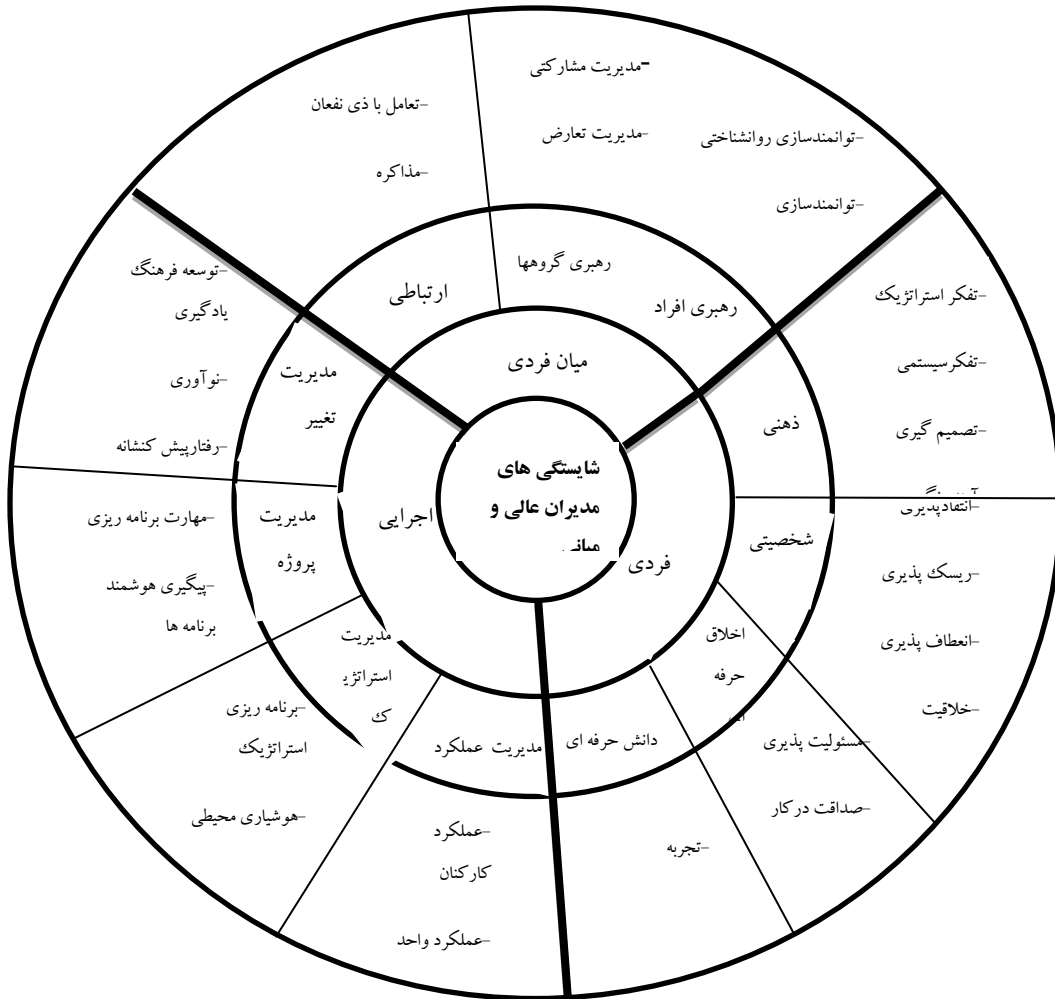 شایستگی های
مدیران عالی و
میان فردی
فردی
اجرایی
ارتباطی
رهبری گروهها
رهبری افراد
ذهنی
شخصیتی
اخلاق
حرفه
دانش حرفه ای
مدیریت عملکرد
مدیریت
استراتژی
ک
مدیریت
پروژه
مدیریت
تغییر
-تعامل با ذی نفعان
-مذاکره
-مدیریت مشارکتی
-مدیریت تعارض
-توانمندسازی روانشناختی
-توانمندسازی
-تفکر استراتژیک
-تفکرسیستمی
-تصمیم گیری
-انتقادپذیری
-ریسک پذیری
-انعطاف پذیری
-خلاقیت
-مسئولیت پذیری
-صداقت درکار
-تجربه
-عملکرد
کارکنان
-عملکرد واحد
-برنامه ریزی
استراتژیک
-هوشیاری محیطی
-مهارت برنامه ریزی
-پیگیری هوشمند
برنامه ها
-توسعه فرهنگ
یادگیری
-نوآوری
-رفتارپیش کنشانه